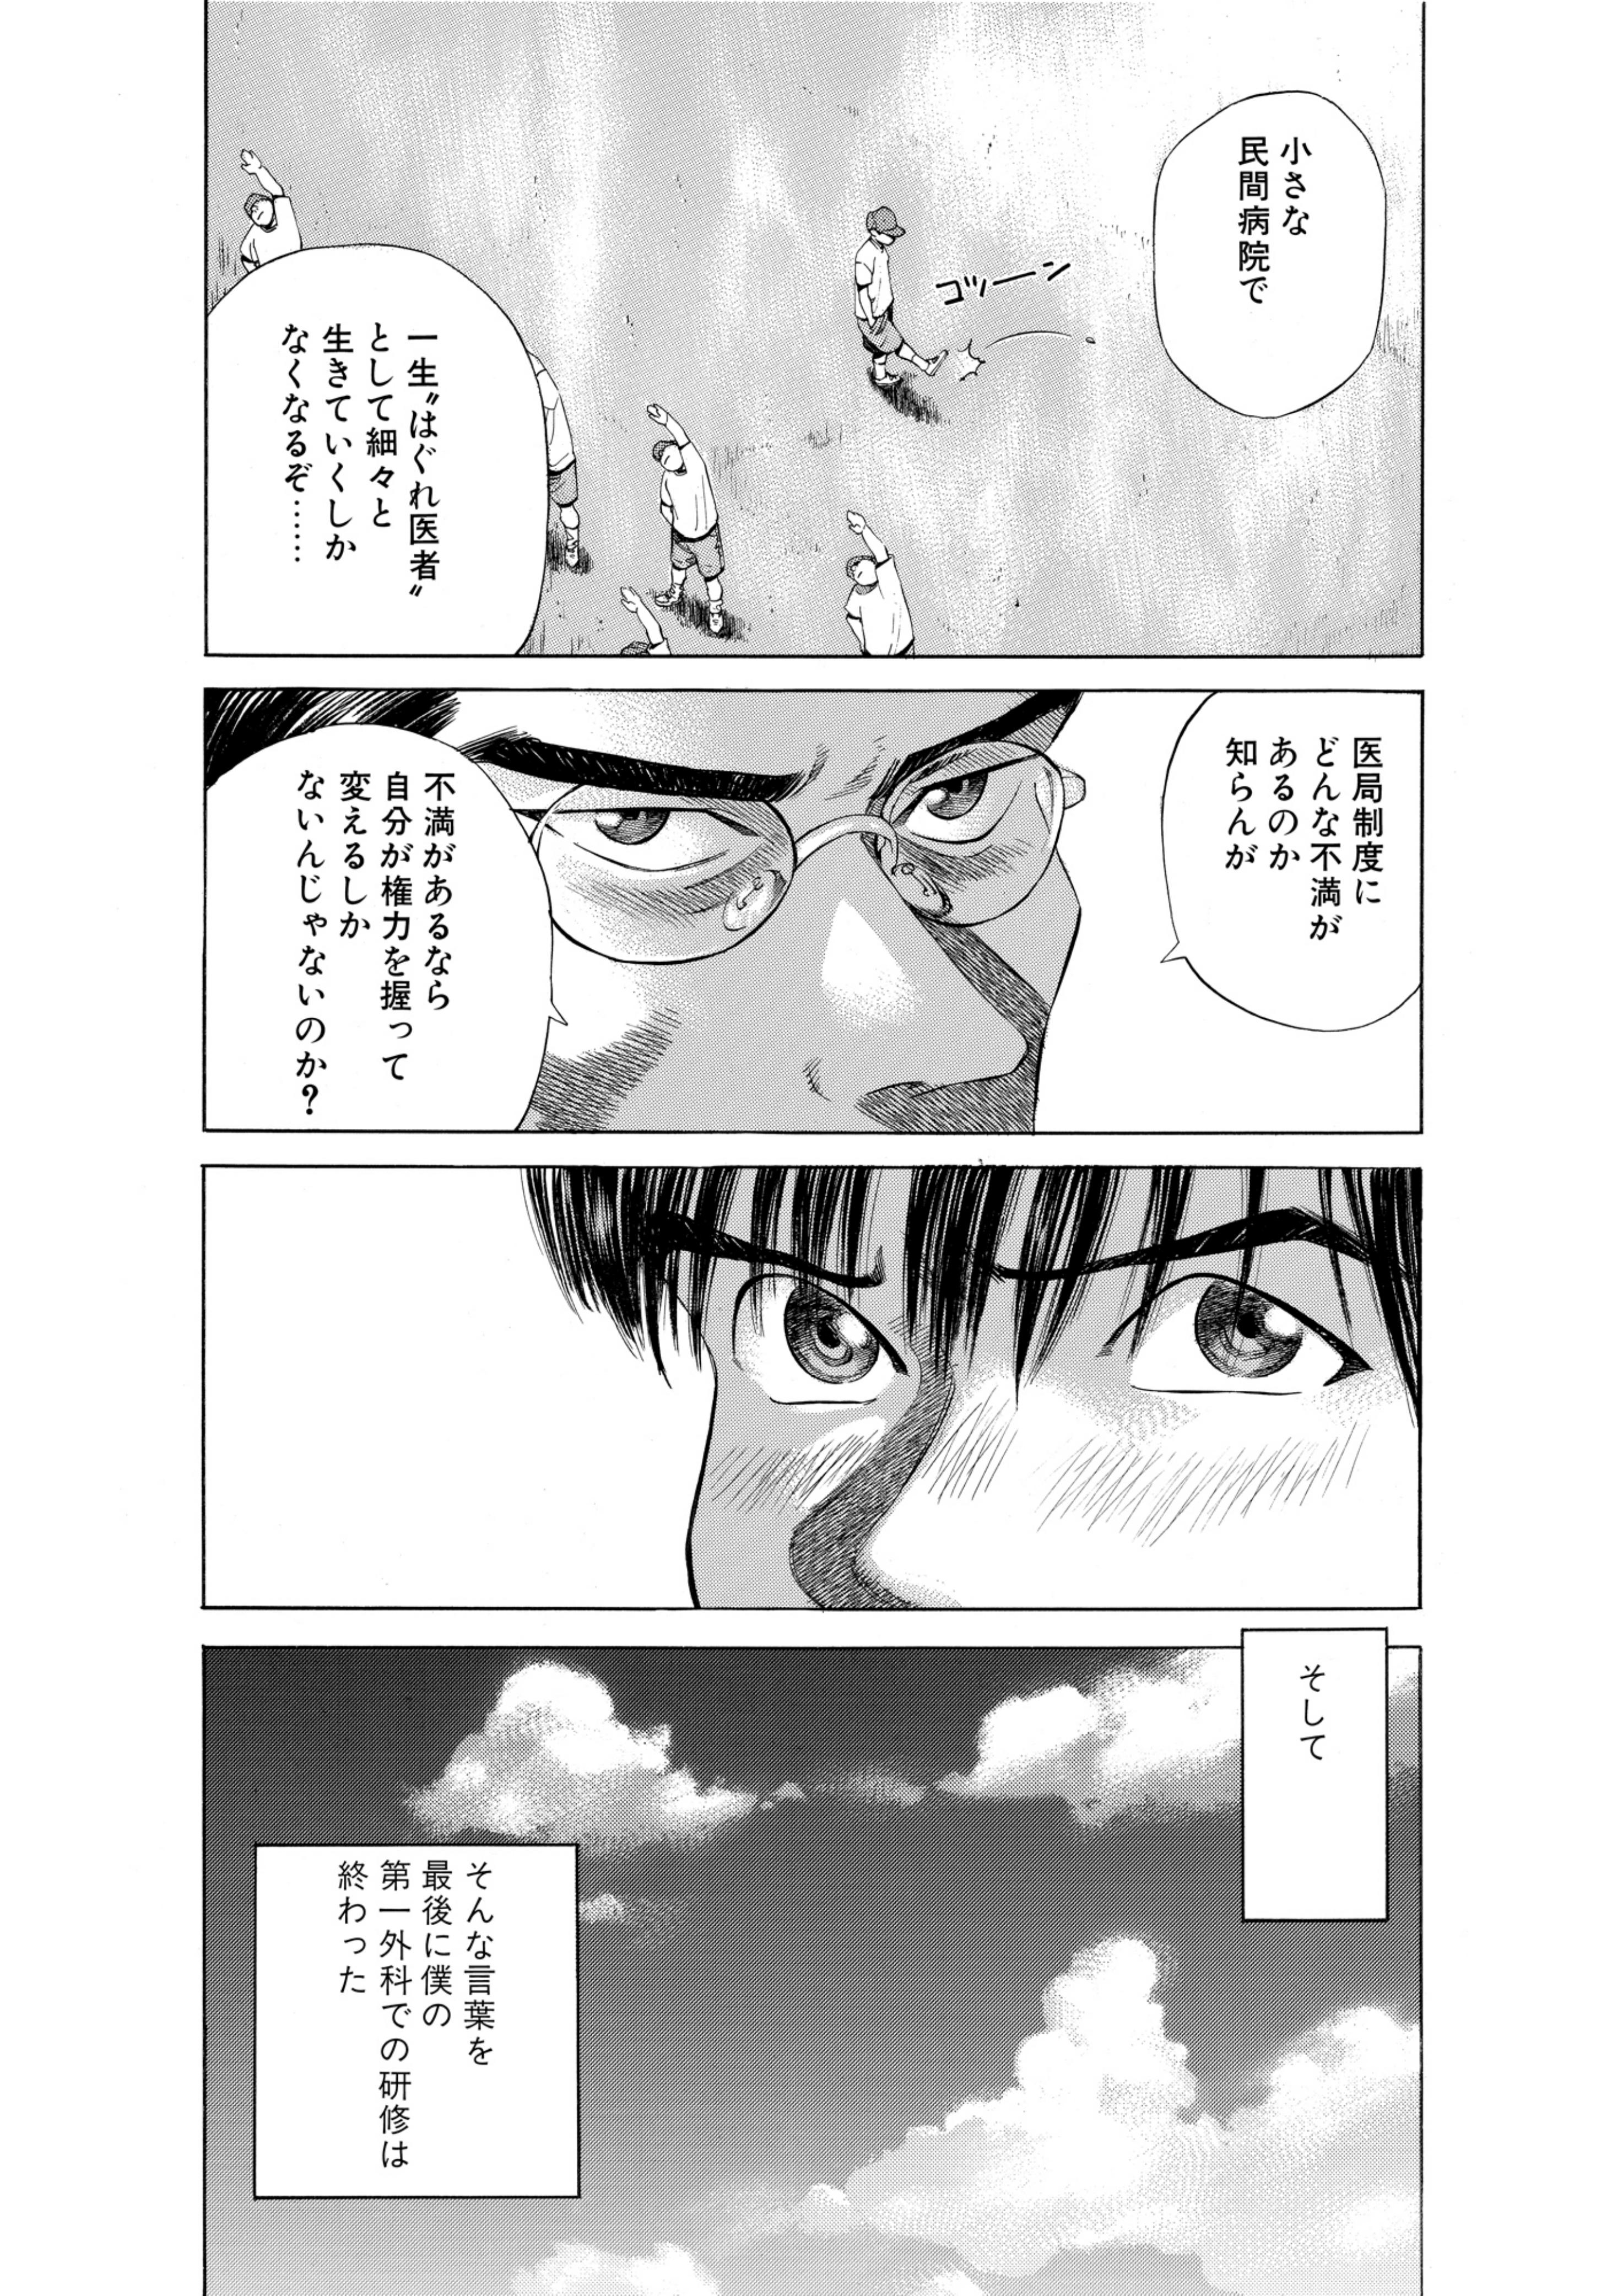 小さな
民間病院で
コツーン
一生〝はぐれ医者〟
として細々と
生きていくしか
なくなるぞ……
医局制度に
どんな不満が
あるのか
知らんが
不満があるなら
自分が権力を握って
変えるしか
ないんじゃないのか?
そして
そんな言葉を
最後に僕の
第一外科での研修は
終わった